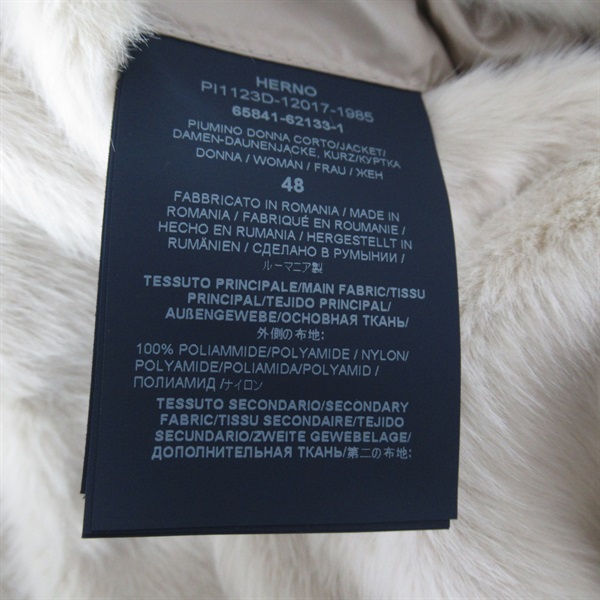 HERNO
PI1123D-12017-1985
65841-62133-1
PIUMINO DONNA CORTO/JACKET/
DAMEN-DAUNENJACKE, KURZ/КУРТКА
DONNA / WOMAN / FRAU / ЖЕН
48
FABBRICATO IN ROMANIA / MADE IN
ROMANIA / FABRIQUÉ EN ROUMANIE /
HECHO EN RUMANIA / HERGESTELLT IN
RUMÄNIEN / СДЕЛАНО В РУМЫНИИ /
ルーマニア製
TESSUTO PRINCIPALE/MAIN FABRIC/TISSU
PRINCIPAL/TEJIDO PRINCIPAL/
AUßENGEWEBE/ОСНОВНАЯ ТКАНЬ/
外側の布地:
100% POLIAMMIDE/POLYAMIDE / NYLON/
POLYAMIDE/POLIAMIDA/POLYAMID /
ПОЛИАМИД /ナイロン
TESSUTO SECONDARIO/SECONDARY
FABRIC/TISSU SECONDAIRE/TEJIDO
SECUNDARIO/ZWEITE GEWEBELAGE/
ДОПОЛНИТЕЛЬНАЯ ТКАНЬ/第二の布地: